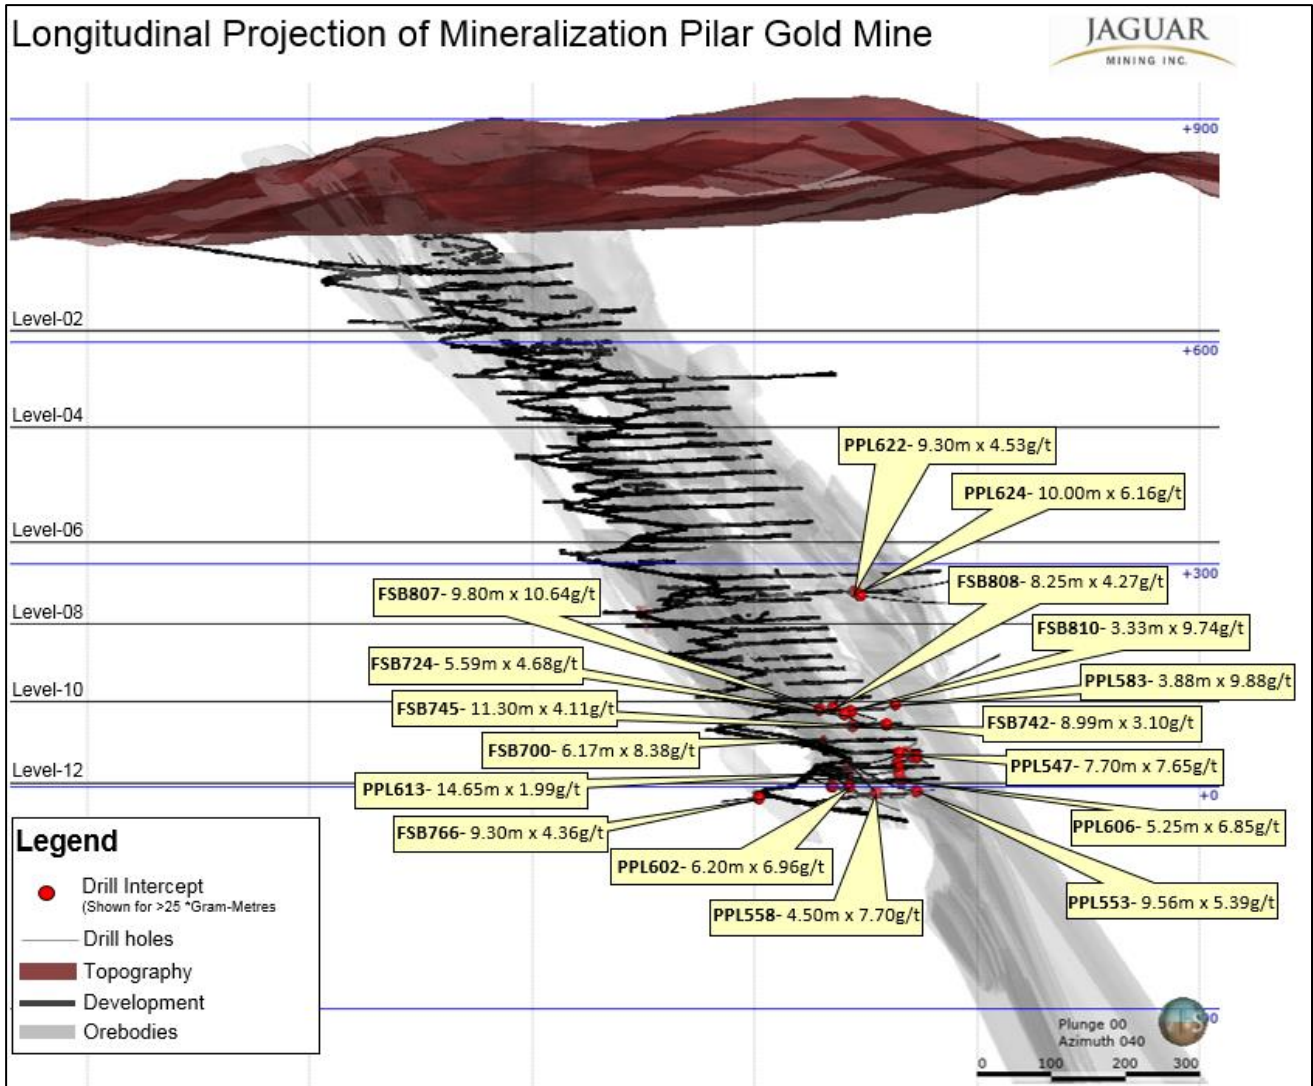 Longitudinal Projection of Mineralization Pilar Gold Mine
JAGUAR
MINING INC.
+900
Level-02
+600
Level-04
PPL622- 9.30m x 4.53g/t
PPL624- 10.00m x 6.16g/t
Level-06
+300
FSB808- 8.25m x 4.27g/t
FSB807- 9.80m x 10.64g/t
Level-08
FSB810- 3.33m x 9.74g/t
FSB724- 5.59m x 4.68g/t
PPL583- 3.88m x 9.88g/t
Level-10
FSB745- 11.30m x 4.11g/t
FSB742- 8.99m x 3.10g/t
FSB700- 6.17m x 8.38g/t
PPL547- 7.70m x 7.65g/t
Level-12
PPL613- 14.65m x 1.99g/t
+0
FSB766- 9.30m x 4.36g/t
PPL606- 5.25m x 6.85g/t
PPL602- 6.20m x 6.96g/t
PPL553- 9.56m x 5.39g/t
PPL558- 4.50m x 7.70g/t
Legend
Drill Intercept
(Shown for >25 *Gram-Metres
Drill holes
Topography
Development
Orebodies
Plunge 00
Azimuth 040
0 100 200 300